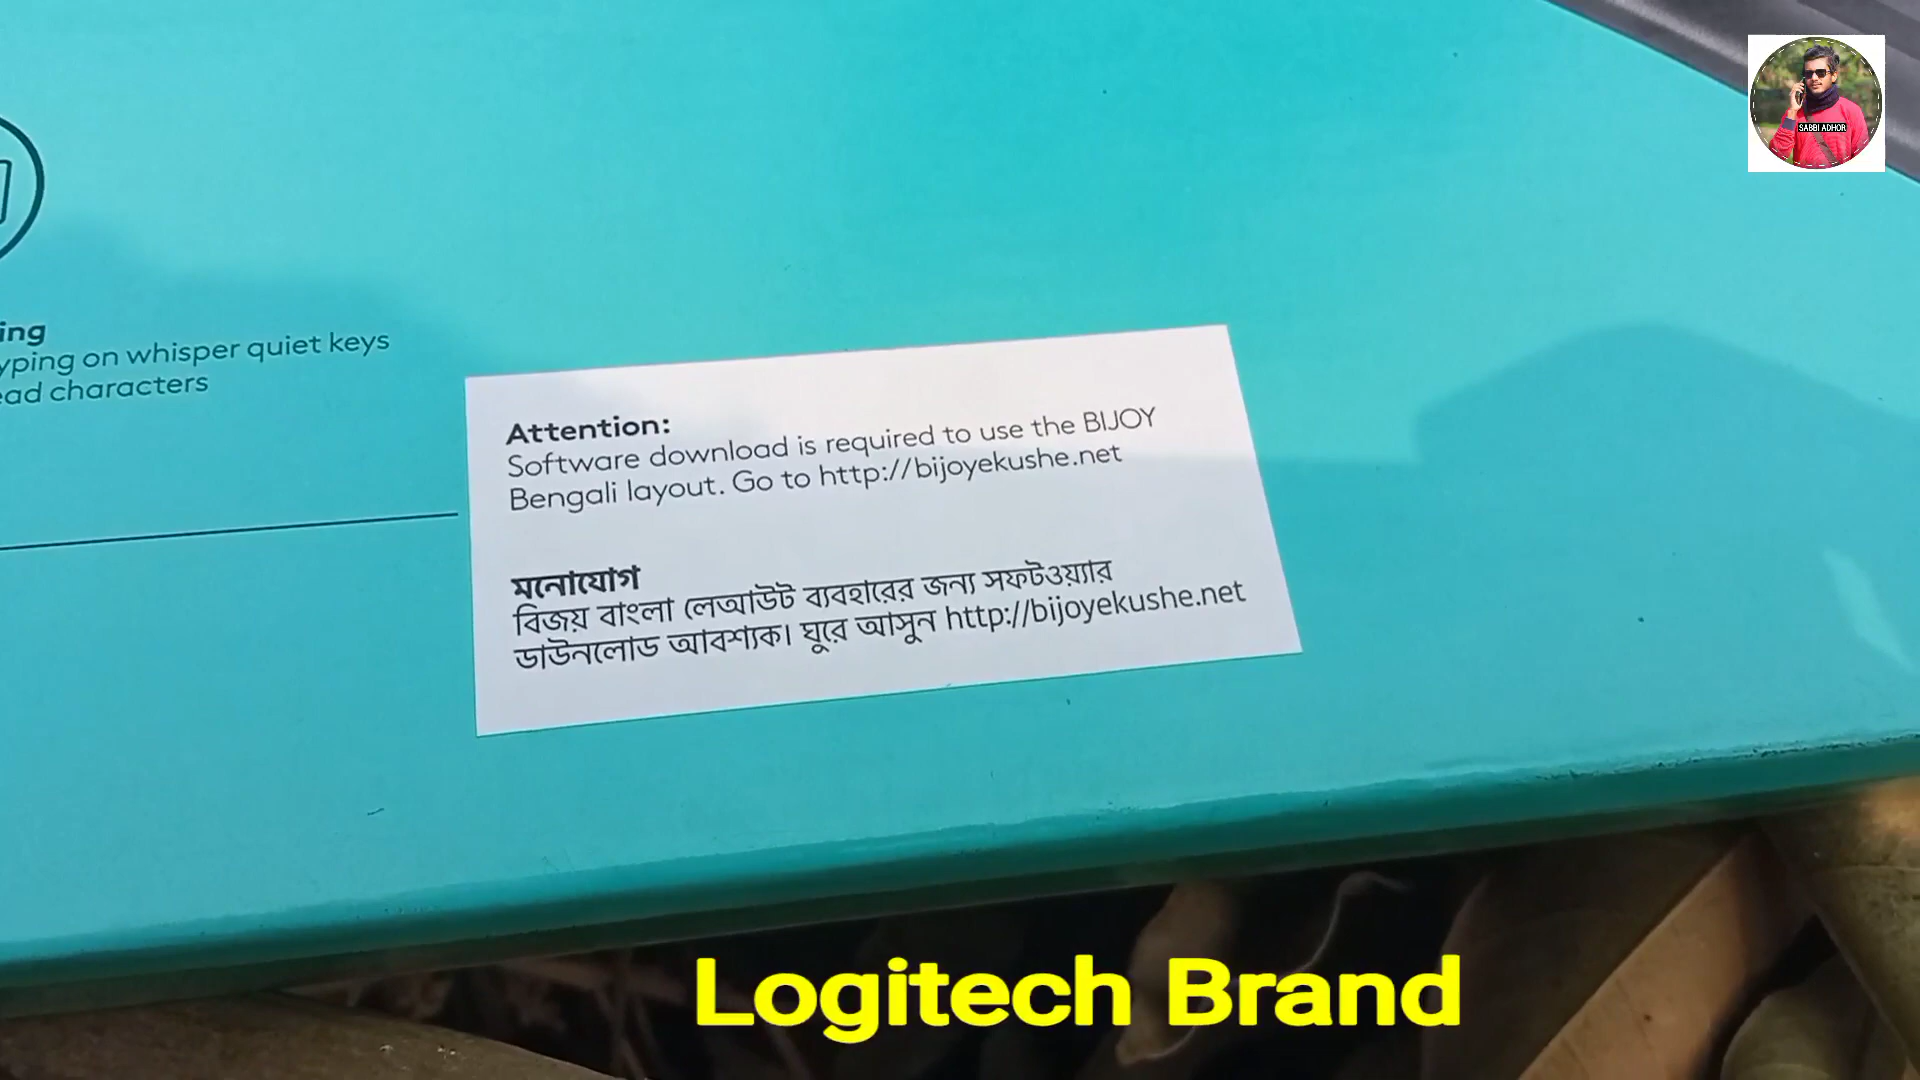 SABBI ADHOR
ing
yping on whisper quiet keys
ead characters
Attention:
Software download is required to use the BIJOY
Bengali layout. Go to http://bijoyekushe.net
মনোযোগ
বিজয় বাংলা লেআউট ব্যবহারের জন্য সফটওয়্যার
ডাউনলোড আবশ্যক। ঘুরে আসুন http://bijoyekushe.net
Logitech Brand